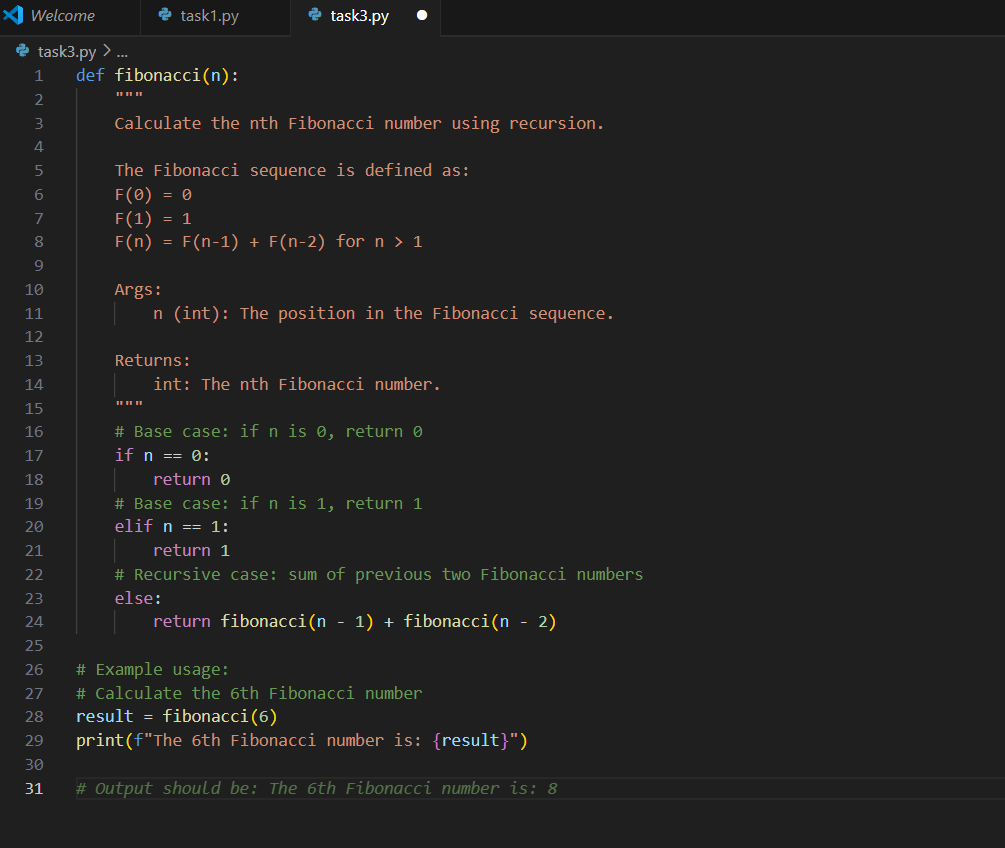 Welcome task1.py task3.py
task3.py > ...
1 def fibonacci(n):
2     """
3     Calculate the nth Fibonacci number using recursion.
4
5     The Fibonacci sequence is defined as:
6     F(0) = 0
7     F(1) = 1
8     F(n) = F(n-1) + F(n-2) for n > 1
9
10     Args:
11         n (int): The position in the Fibonacci sequence.
12
13     Returns:
14         int: The nth Fibonacci number.
15     """
16     # Base case: if n is 0, return 0
17     if n == 0:
18         return 0
19     # Base case: if n is 1, return 1
20     elif n == 1:
21         return 1
22     # Recursive case: sum of previous two Fibonacci numbers
23     else:
24         return fibonacci(n - 1) + fibonacci(n - 2)
25
26 # Example usage:
27 # Calculate the 6th Fibonacci number
28 result = fibonacci(6)
29 print(f"The 6th Fibonacci number is: {result}")
30
31 # Output should be: The 6th Fibonacci number is: 8